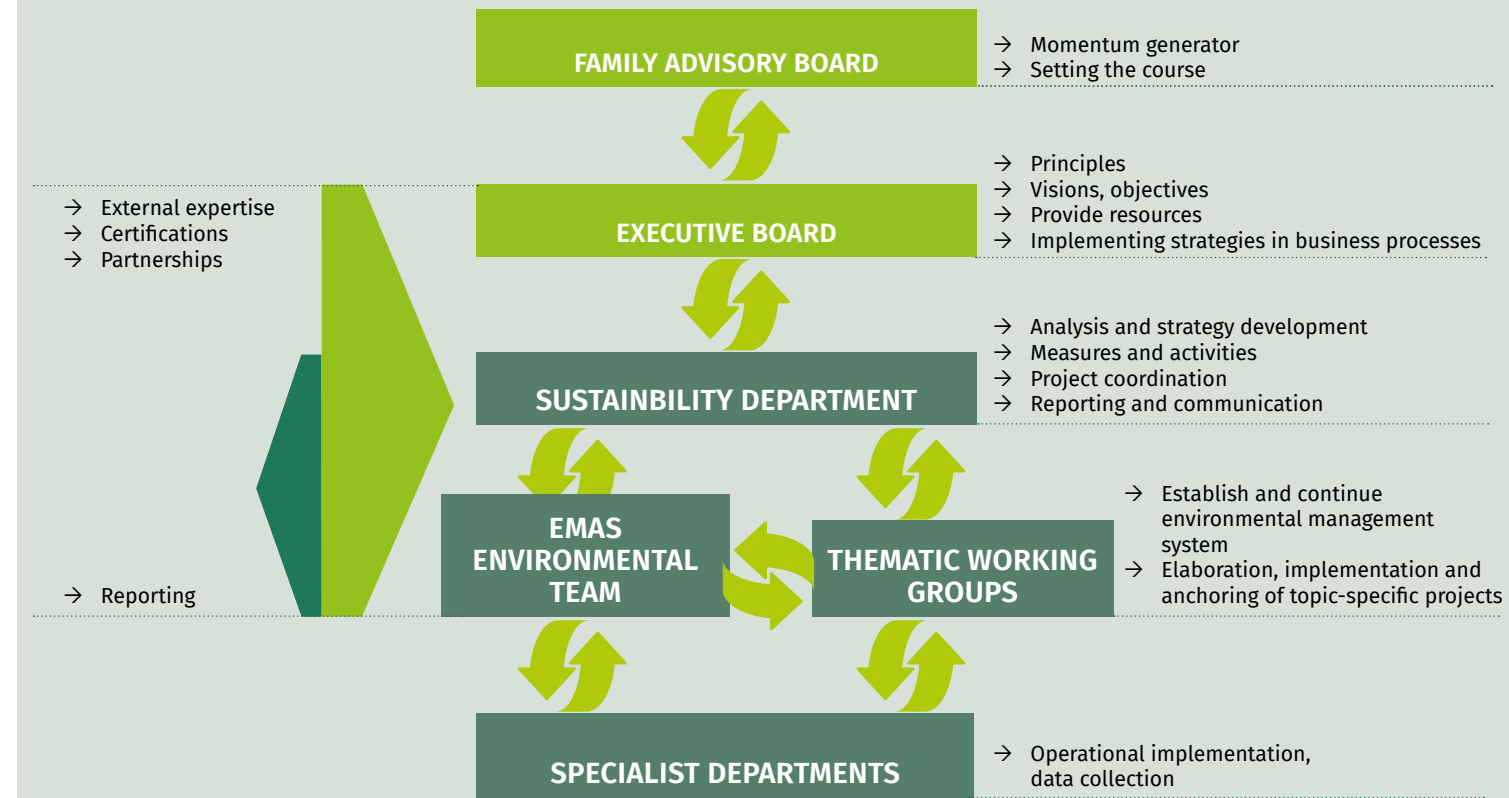 FAMILY ADVISORY BOARD
→ Momentum generator
→ Setting the course
→ External expertise
→ Certifications
→ Partnerships
EXECUTIVE BOARD
→ Principles
→ Visions, objectives
→ Provide resources
→ Implementing strategies in business processes
SUSTAINBILITY DEPARTMENT
→ Analysis and strategy development
→ Measures and activities
→ Project coordination
→ Reporting and communication
→ Reporting
EMAS
ENVIRONMENTAL
TEAM
THEMATIC WORKING
GROUPS
→ Establish and continue
environmental management
system
→ Elaboration, implementation and
anchoring of topic-specific projects
SPECIALIST DEPARTMENTS
→ Operational implementation,
data collection